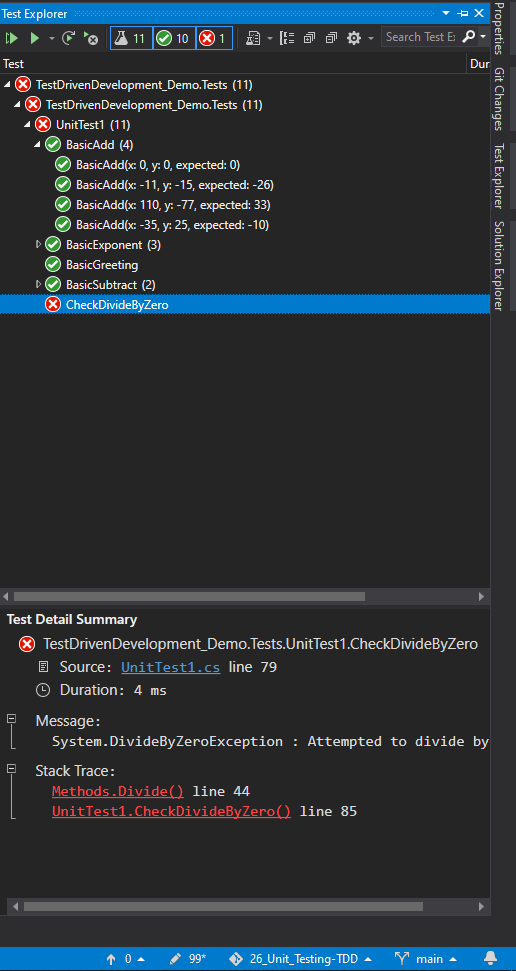 Test Explorer
11 10 1 Search Test Ex
Test Dur
TestDrivenDevelopment_Demo.Tests (11)
TestDrivenDevelopment_Demo.Tests (11)
UnitTest1 (11)
BasicAdd (4)
BasicAdd(x: 0, y: 0, expected: 0)
BasicAdd(x: -11, y: -15, expected: -26)
BasicAdd(x: 110, y: -77, expected: 33)
BasicAdd(x: -35, y: 25, expected: -10)
BasicExponent (3)
BasicGreeting
BasicSubtract (2)
CheckDivideByZero
Test Detail Summary
TestDrivenDevelopment_Demo.Tests.UnitTest1.CheckDivideByZero
Source: UnitTest1.cs line 79
Duration: 4 ms
Message:
System.DivideByZeroException : Attempted to divide by
Stack Trace:
Methods.Divide() line 44
UnitTest1.CheckDivideByZero() line 85
0 99* 26_Unit_Testing-TDD main
Properties
Git Changes
Test Explorer
Solution Explorer